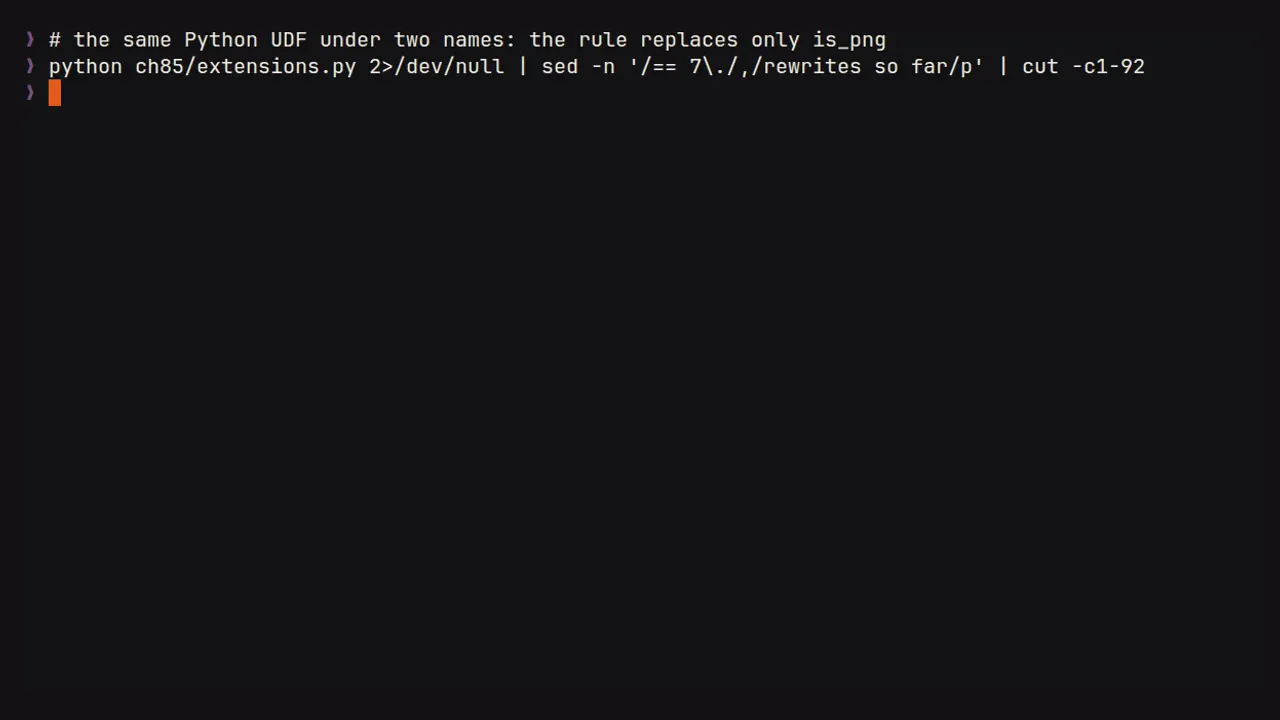 ❯ # the same Python UDF under two names: the rule replaces only is_png
❯ python ch85/extensions.py 2>/dev/null | sed -n '/== 7\./,/rewrites so far/p' | cut -c1-92
❯